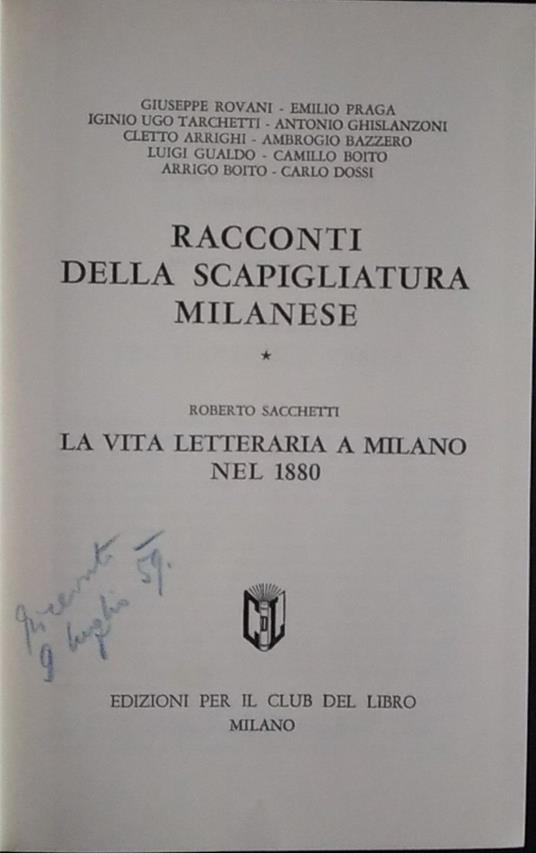 GIUSEPPE ROVANI - EMILIO PRAGA
IGINIO UGO TARCHETTI - ANTONIO GHISLANZONI
CLETTO ARRIGHI - AMBROGIO BAZZERO
LUIGI GUALDO - CAMILLO BOITO
ARRIGO BOITO - CARLO DOSSI
RACCONTI
DELLA SCAPIGLIATURA
MILANESE
★
ROBERTO SACCHETTI
LA VITA LETTERARIA A MILANO
NEL 1880
9 luglio 59.
EDIZIONI PER IL CLUB DEL LIBRO
MILANO